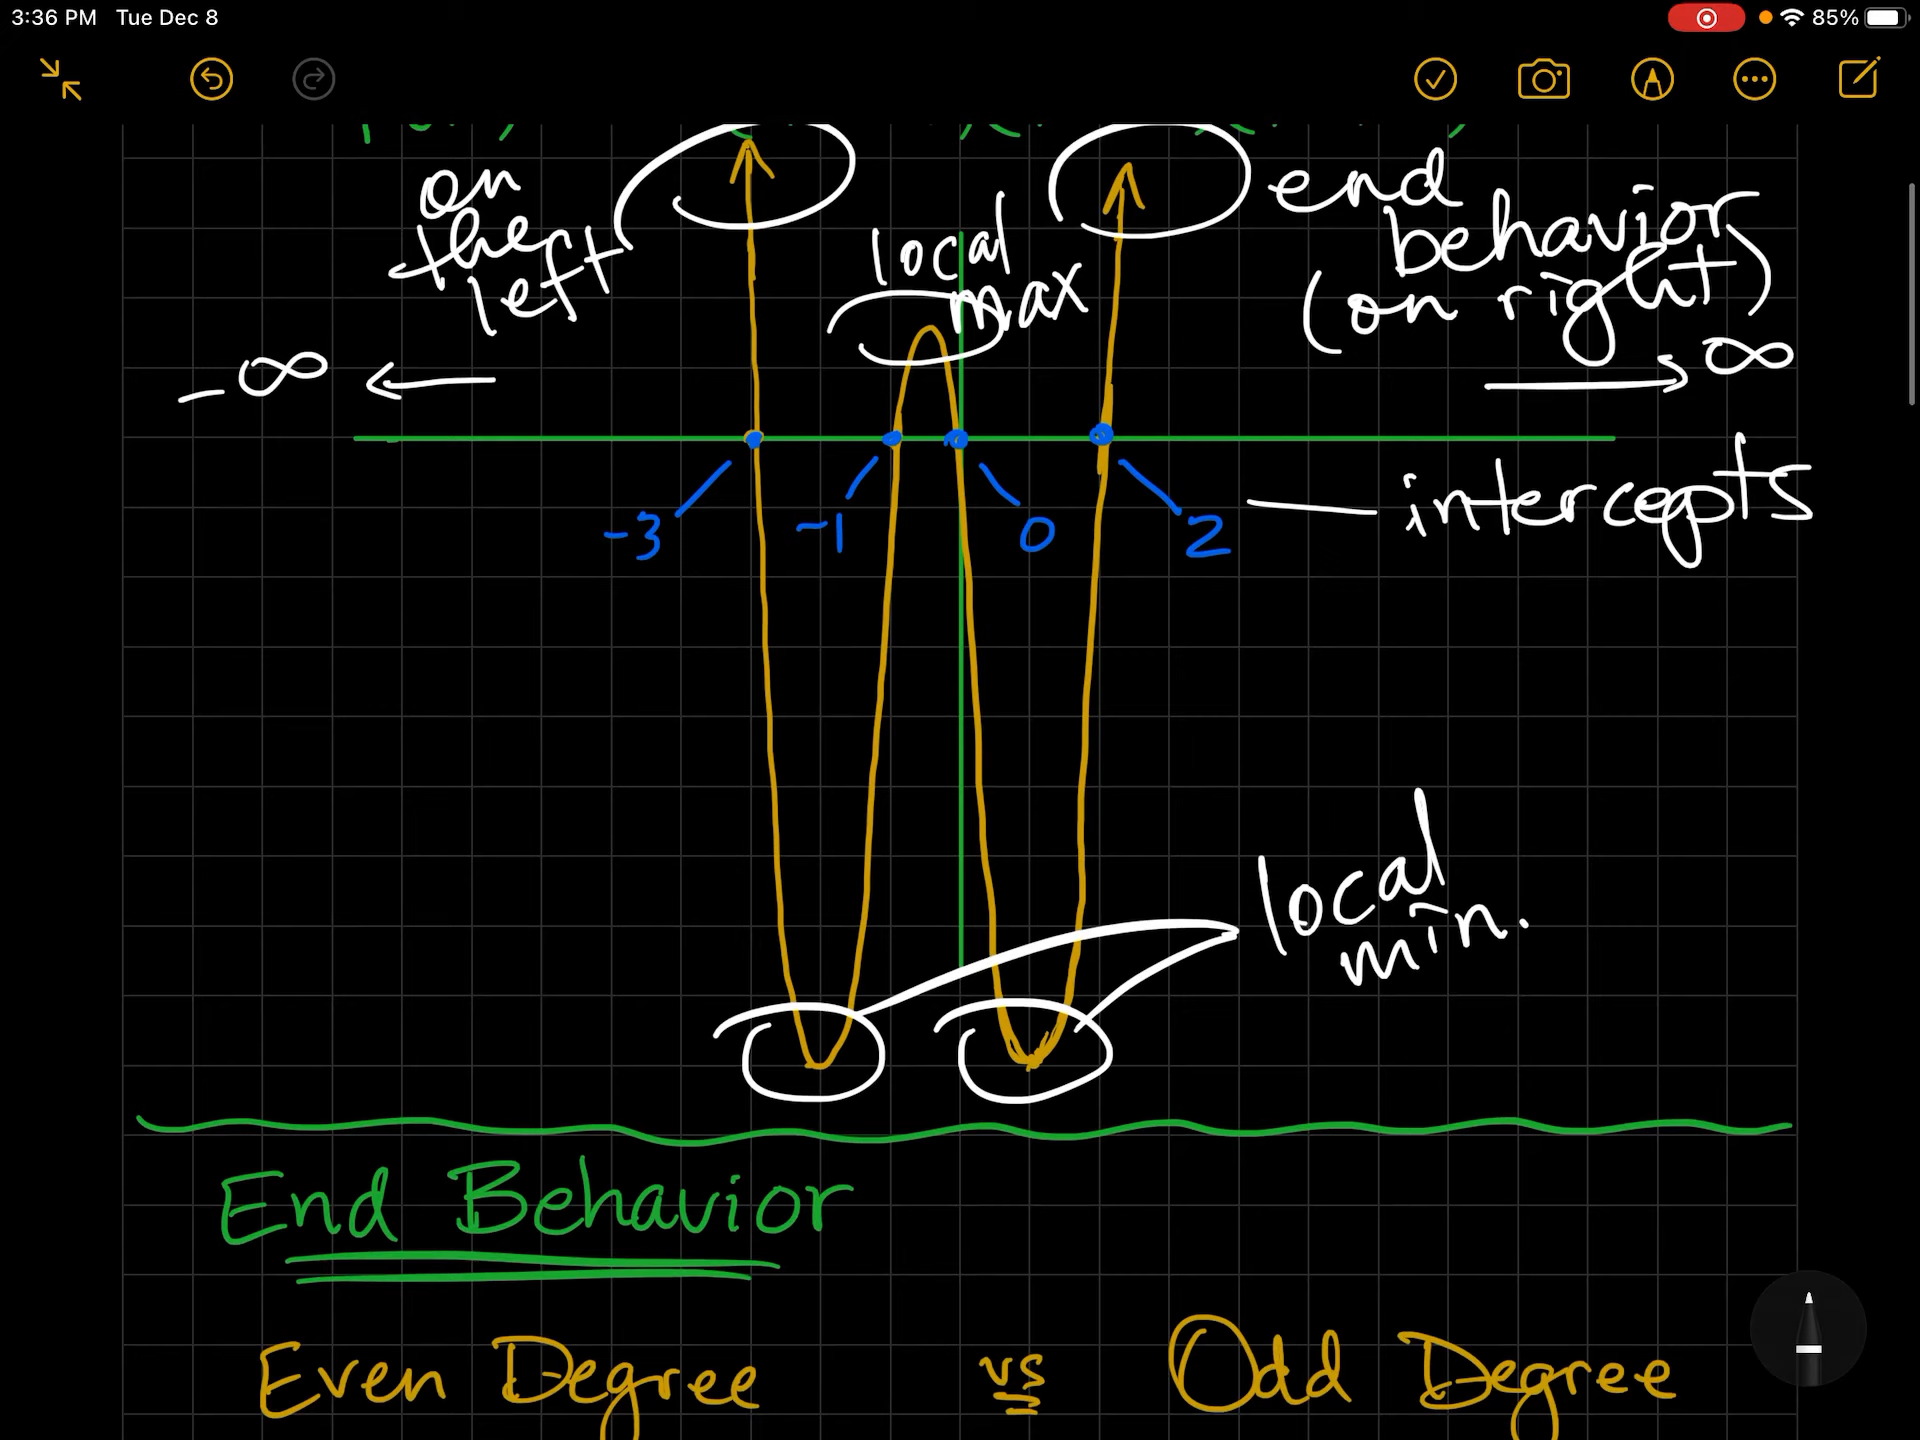 3:36 PM Tue Dec 8
85%
on
the
left
local
max
end
behavior
(on right)
-∞
∞
-3
-1
0
2
intercepts
local
min.
End Behavior
Even Degree vs Odd Degree